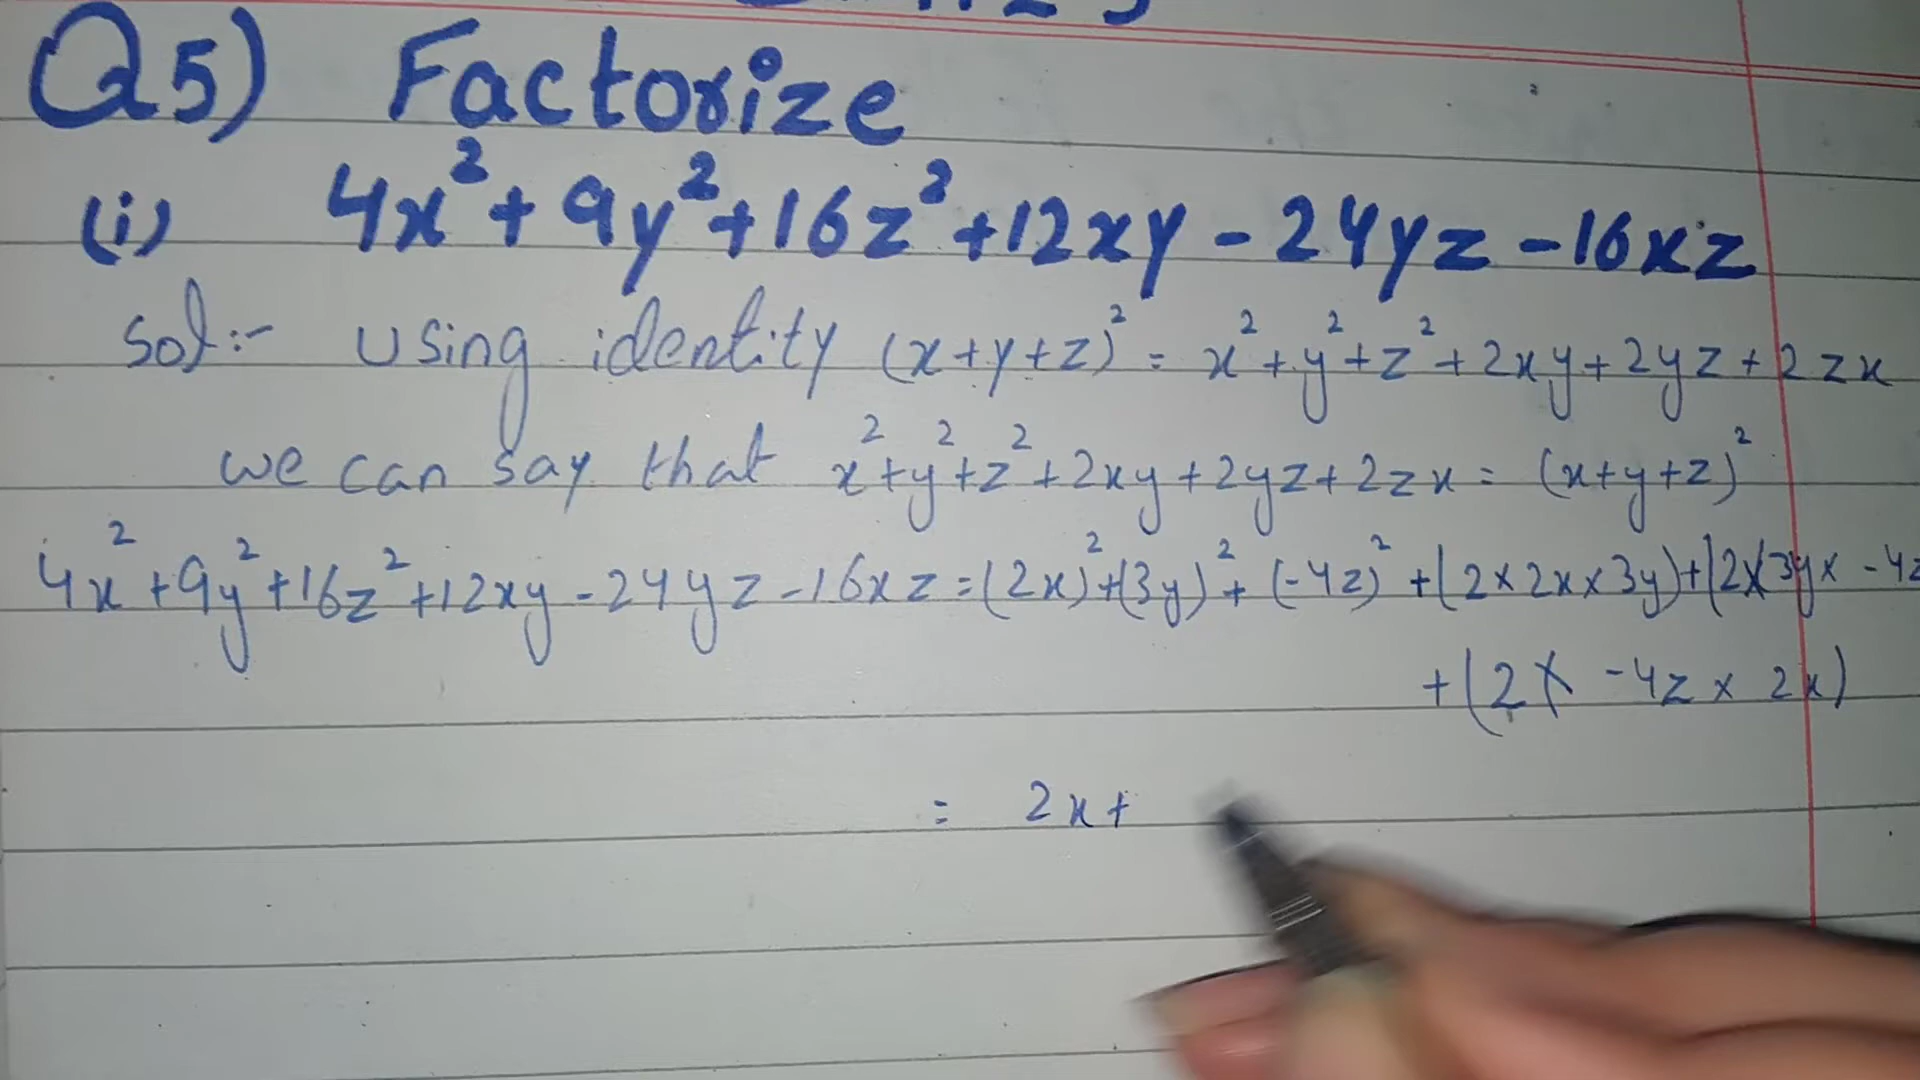 Q5) Factorize
(i) 4x² + 9y² + 16z² + 12xy - 24yz - 16xz
Sol:- Using identity (x+y+z)² = x²+y²+z²+2xy+2yz+2zx
we can say that x²+y²+z²+2xy+2yz+2zx = (x+y+z)²
4x²+9y²+16z²+12xy-24yz-16xz = (2x)²+(3y)²+(-4z)²+(2×2x×3y)+(2×3y×-4z
+(2×-4z×2x)
= 2x+